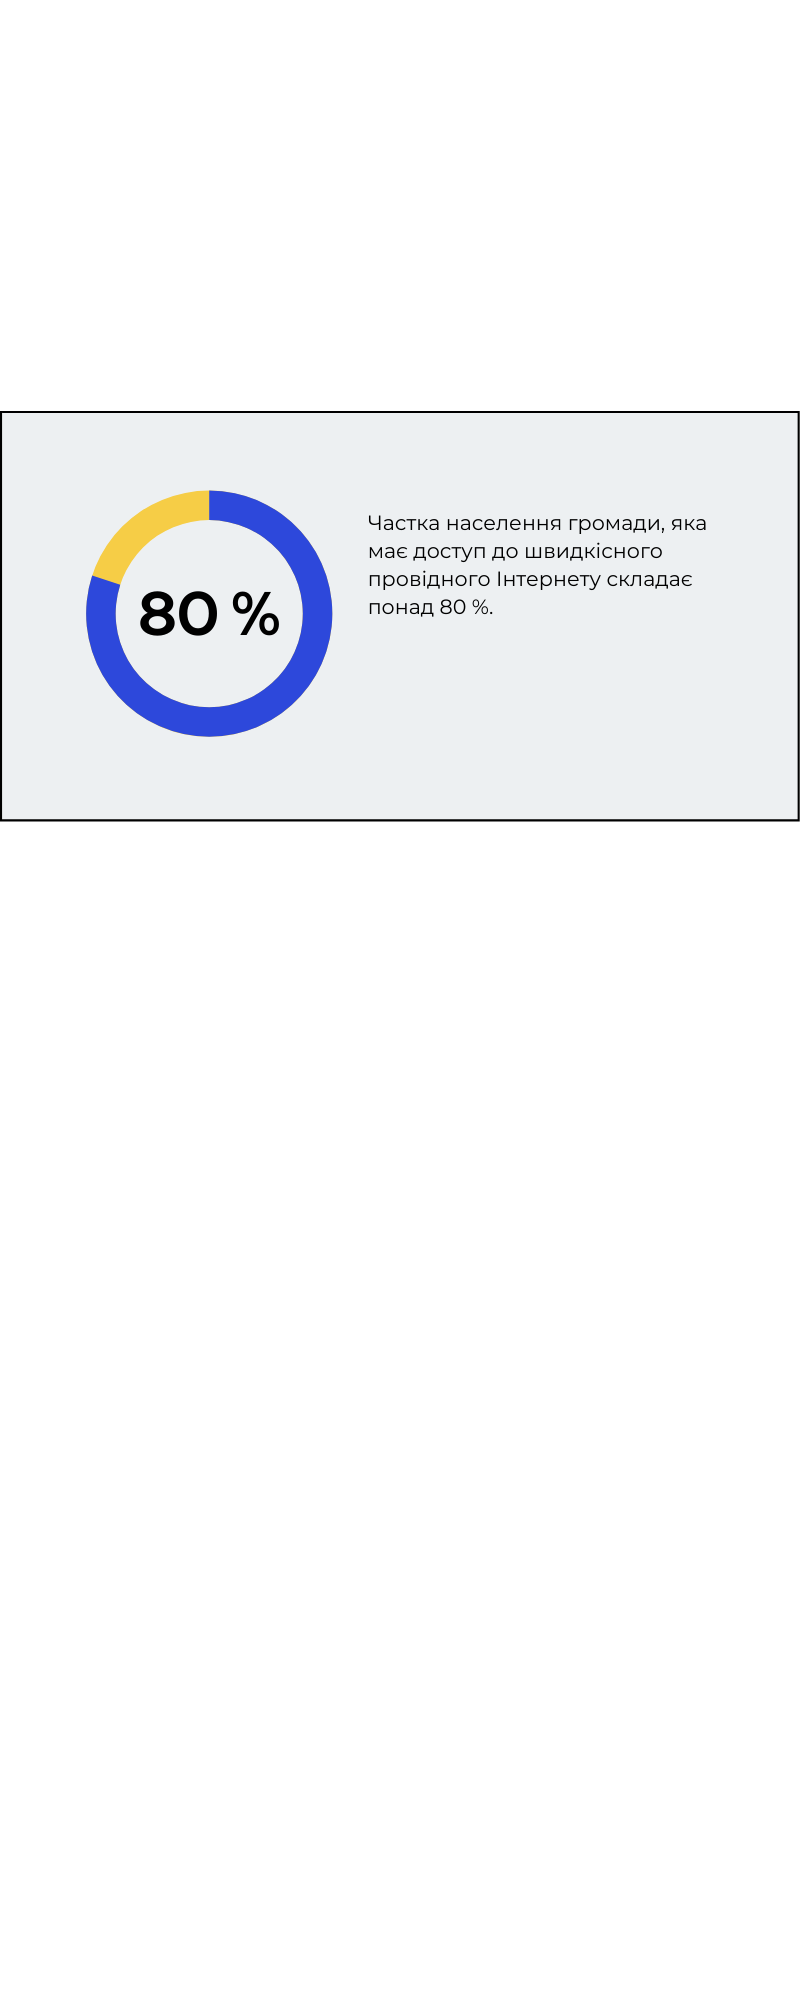 80 %
Частка населення громади, яка
має доступ до швидкісного
провідного Інтернету складає
понад 80 %.